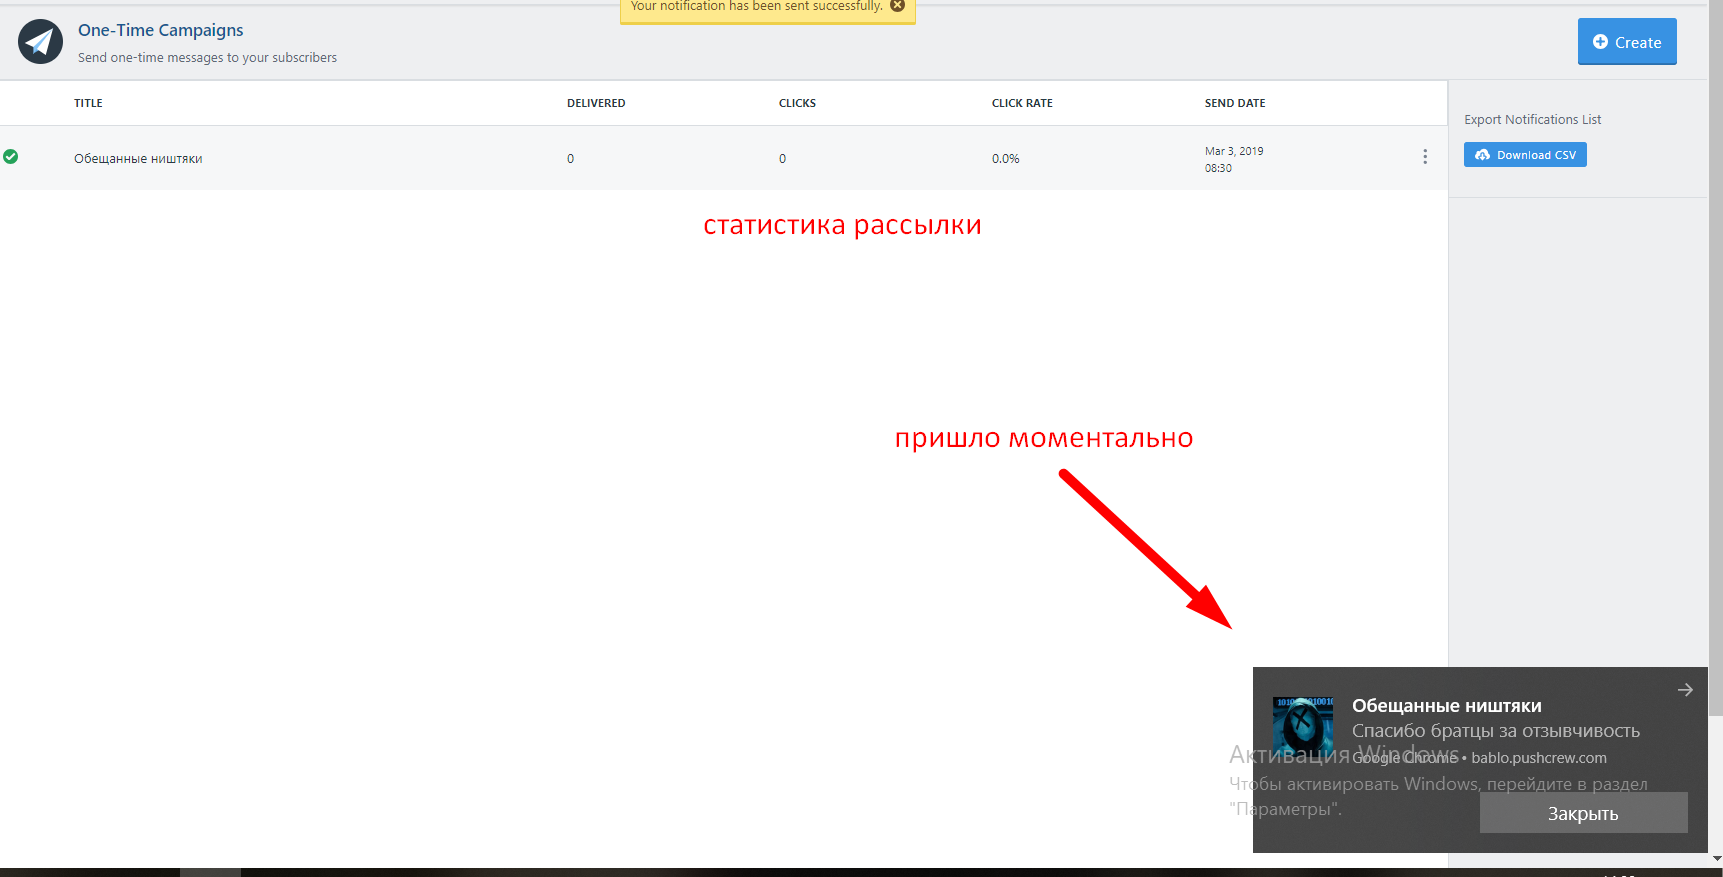 Your notification has been sent successfully.
One-Time Campaigns
Send one-time messages to your subscribers
Create
TITLE DELIVERED CLICKS CLICK RATE SEND DATE
Обещанные ништяки 0 0 0.0% Mar 3, 2019
08:30
Export Notifications List
Download CSV
статистика рассылки
пришло моментально
Обещанные ништяки
Спасибо братцы за отзывчивость
Google Chrome • bablo.pushcrew.com
Активация Windows
Чтобы активировать Windows, перейдите в раздел
"Параметры".
Закрыть